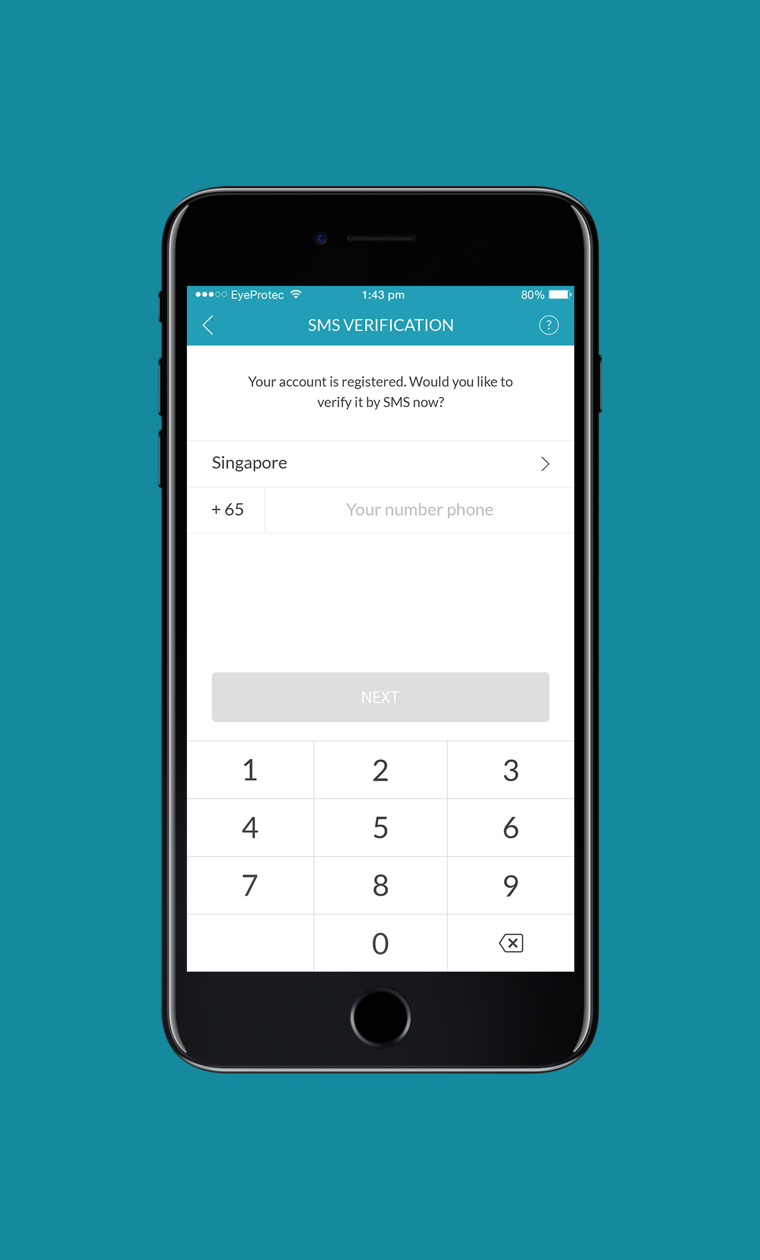 EyeProtec 1:43 pm 80%
SMS VERIFICATION ?
Your account is registered. Would you like to
verify it by SMS now?
Singapore
+ 65 Your number phone
NEXT
1 2 3
4 5 6
7 8 9
0